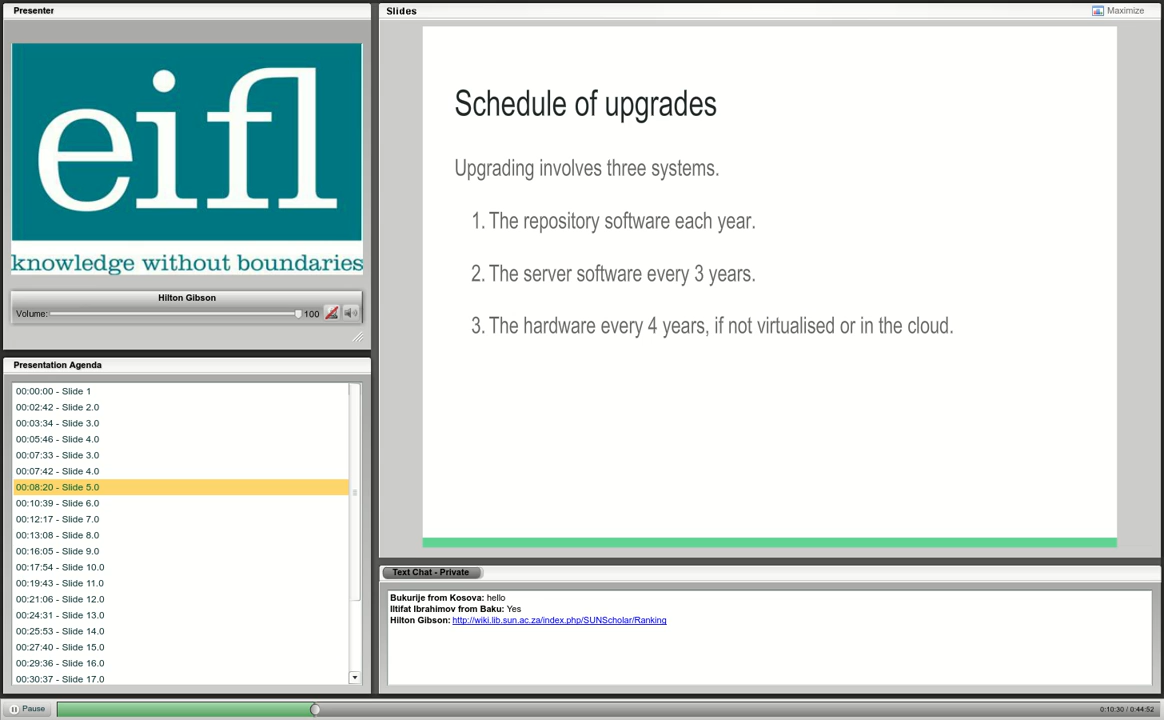 Presenter
eifl
knowledge without boundaries
Hilton Gibson
Volume: 100
Presentation Agenda
00:00:00 - Slide 1
00:02:42 - Slide 2.0
00:03:34 - Slide 3.0
00:05:46 - Slide 4.0
00:07:33 - Slide 3.0
00:07:42 - Slide 4.0
00:08:20 - Slide 5.0
00:10:39 - Slide 6.0
00:12:17 - Slide 7.0
00:13:08 - Slide 8.0
00:16:05 - Slide 9.0
00:17:54 - Slide 10.0
00:19:43 - Slide 11.0
00:21:06 - Slide 12.0
00:24:31 - Slide 13.0
00:25:53 - Slide 14.0
00:27:40 - Slide 15.0
00:29:36 - Slide 16.0
00:30:37 - Slide 17.0
Slides
Maximize
Schedule of upgrades
Upgrading involves three systems.
1. The repository software each year.
2. The server software every 3 years.
3. The hardware every 4 years, if not virtualised or in the cloud.
Text Chat - Private
Bukurije from Kosova: hello
Iltifat Ibrahimov from Baku: Yes
Hilton Gibson: http://wiki.lib.sun.ac.za/index.php/SUNScholar/Ranking
Pause
0:10:30 / 0:44:52